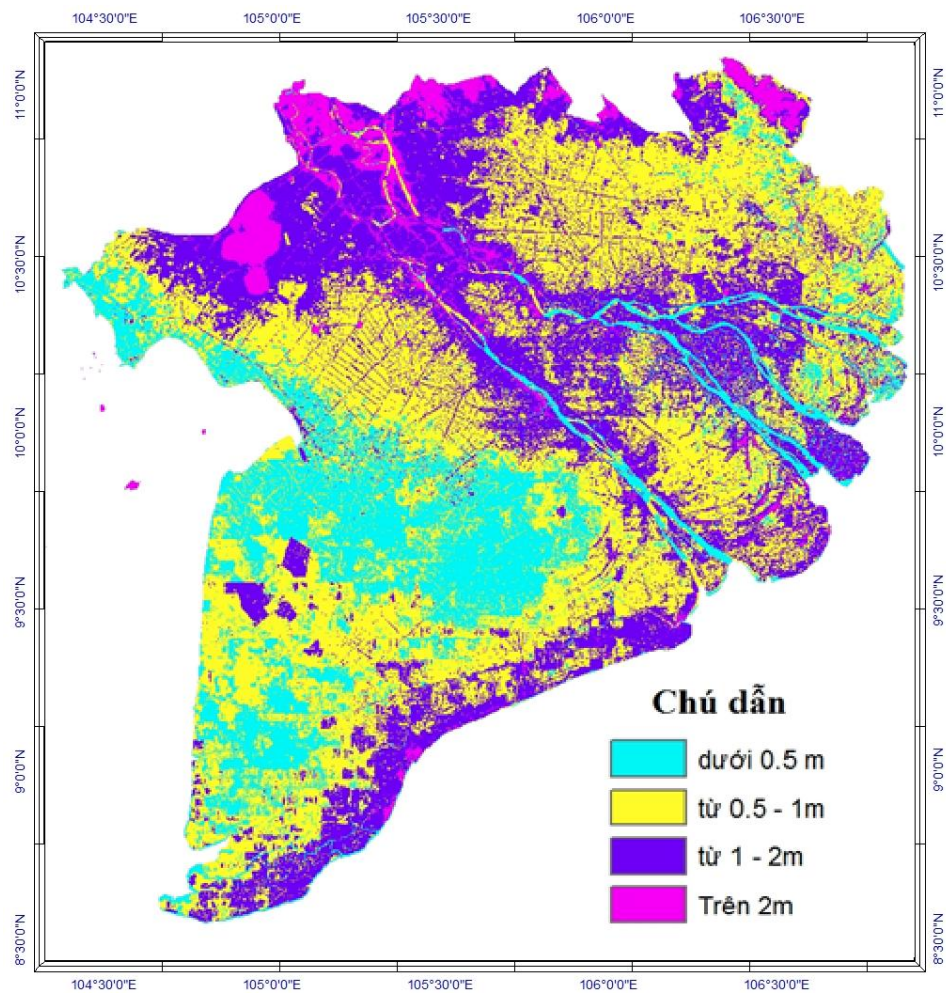 104°30'0"E 105°0'0"E 105°30'0"E 106°0'0"E 106°30'0"E
11°0'0"N 11°0'0"N
10°30'0"N 10°30'0"N
10°0'0"N 10°0'0"N
9°30'0"N 9°30'0"N
Chú dẫn
dưới 0.5 m
9°0'0"N 9°0'0"N
từ 0.5 - 1m
từ 1 - 2m
Trên 2m
8°30'0"N 8°30'0"N
104°30'0"E 105°0'0"E 105°30'0"E 106°0'0"E 106°30'0"E